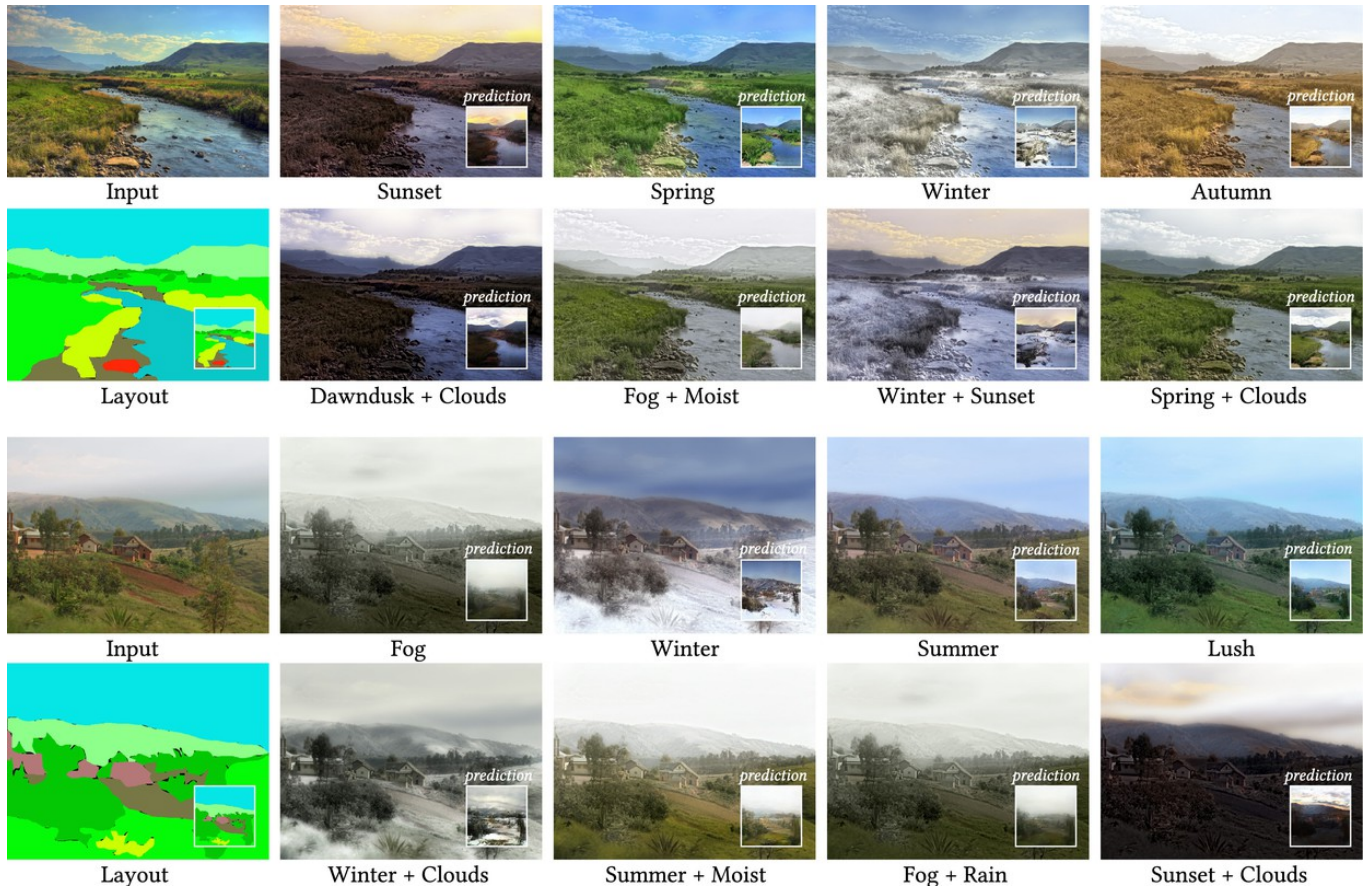 prediction
prediction
prediction
prediction
Input
Sunset
Spring
Winter
Autumn
prediction
prediction
prediction
prediction
Layout
Dawndusk + Clouds
Fog + Moist
Winter + Sunset
Spring + Clouds
prediction
prediction
prediction
prediction
Input
Fog
Winter
Summer
Lush
prediction
prediction
prediction
prediction
Layout
Winter + Clouds
Summer + Moist
Fog + Rain
Sunset + Clouds